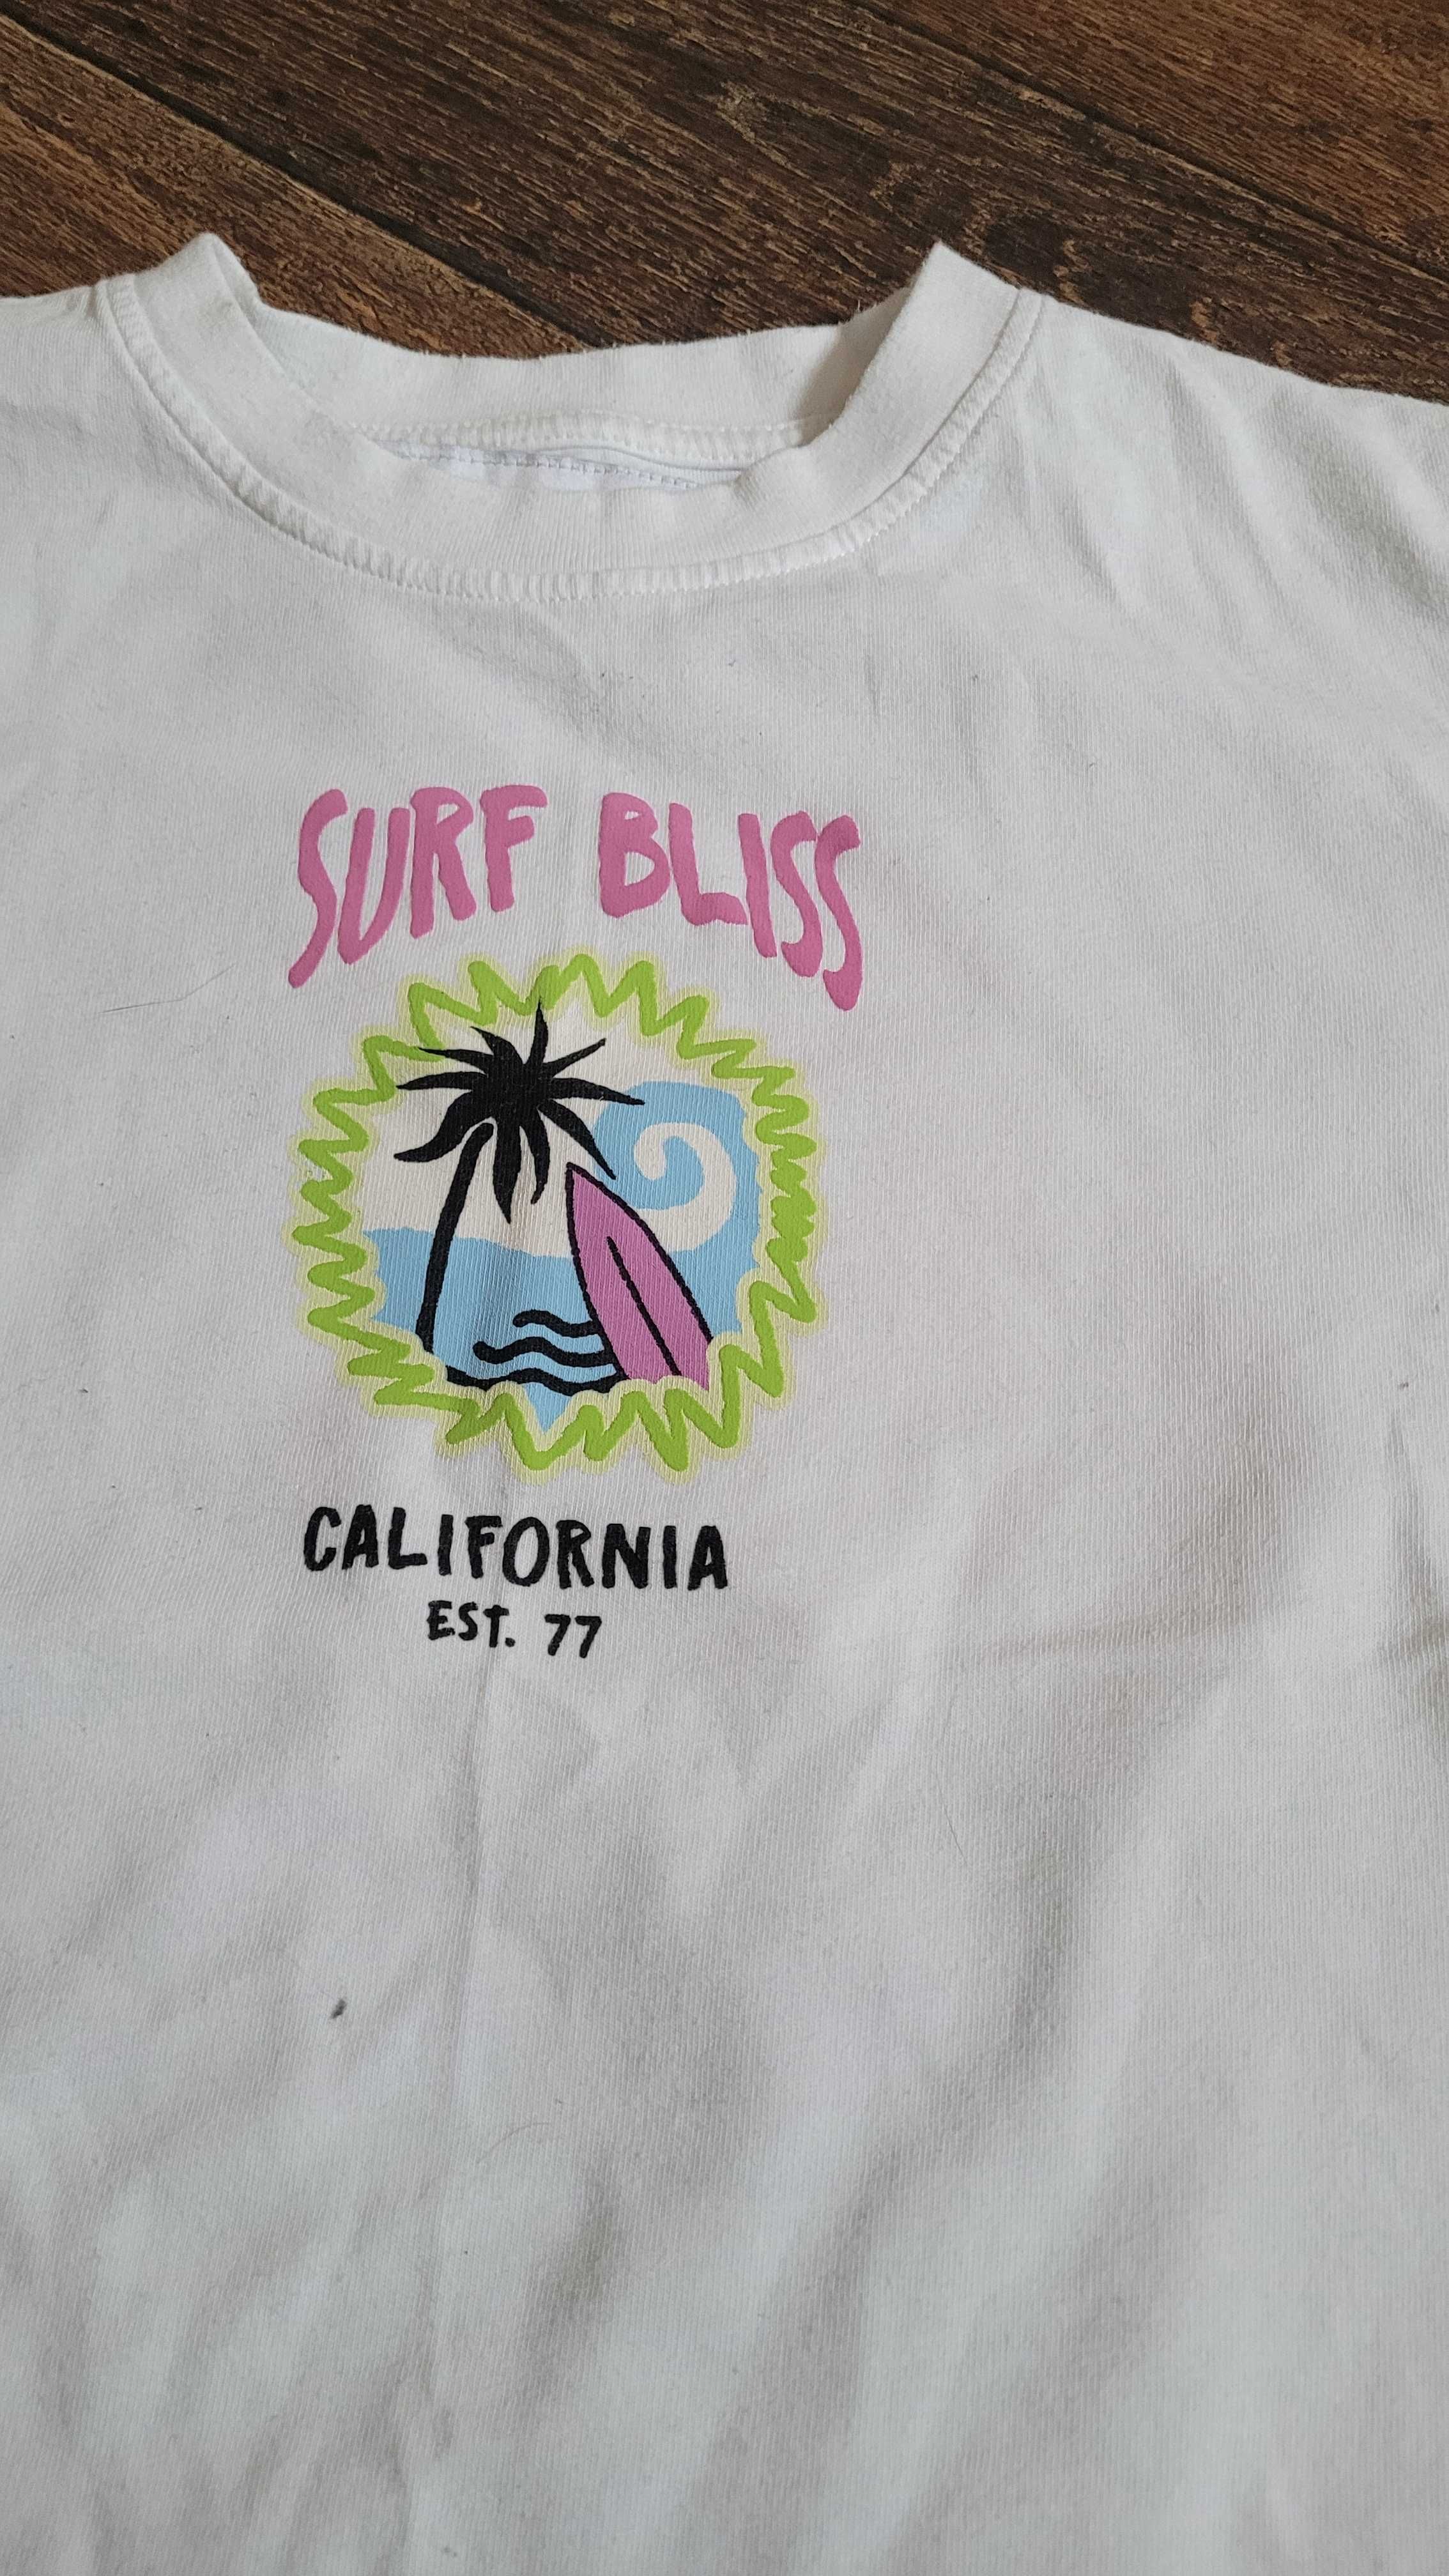 SURF BLISS
CALIFORNIA
EST. 77